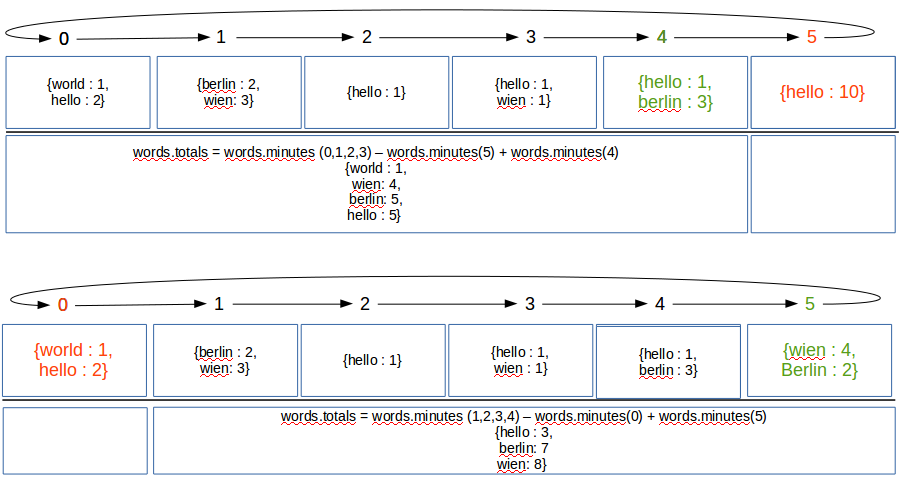 0 1 2 3 4 5
{world : 1,
hello : 2}
{berlin : 2,
wien: 3}
{hello : 1}
{hello : 1,
wien : 1}
{hello : 1,
berlin : 3}
{hello : 10}
words.totals = words.minutes (0,1,2,3) – words.minutes(5) + words.minutes(4)
{world : 1,
wien: 4,
berlin: 5,
hello : 5}
0 1 2 3 4 5
{world : 1,
hello : 2}
{berlin : 2,
wien: 3}
{hello : 1}
{hello : 1,
wien : 1}
{hello : 1,
berlin : 3}
{wien : 4,
Berlin : 2}
words.totals = words.minutes (1,2,3,4) – words.minutes(0) + words.minutes(5)
{hello : 3,
berlin: 7
wien: 8}